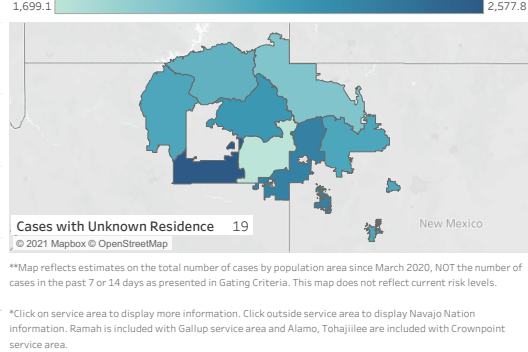 1,699.1 2,577.8
New Mexico
Cases with Unknown Residence 19
© 2021 Mapbox © OpenStreetMap
**Map reflects estimates on the total number of cases by population area since March 2020, NOT the number of
cases in the past 7 or 14 days as presented in Gating Criteria. This map does not reflect current risk levels.
*Click on service area to display more information. Click outside service area to display Navajo Nation
information. Ramah is included with Gallup service area and Alamo, Tohajiilee are included with Crownpoint
service area.